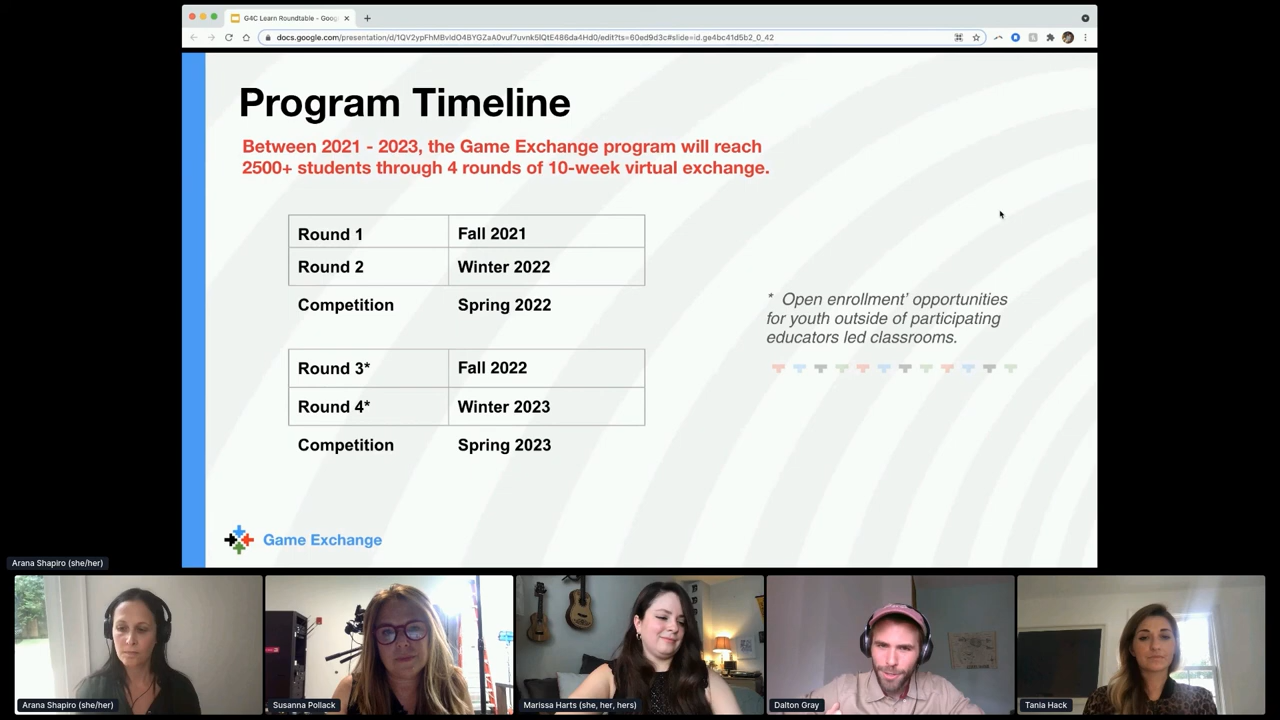 G4C Learn Roundtable - Goog
docs.google.com/presentation/d/1QV2ypFhMBvIdO4BYGZaA0vuf7uvnk5lQtE486da4Hd0/edit?ts=60ed9d3c#slide=id.ge4bc41d5b2_0_42
Program Timeline
Between 2021 - 2023, the Game Exchange program will reach
2500+ students through 4 rounds of 10-week virtual exchange.
Round 1 Fall 2021
Round 2 Winter 2022
Competition Spring 2022
* Open enrollment’ opportunities
for youth outside of participating
educators led classrooms.
Round 3* Fall 2022
Round 4* Winter 2023
Competition Spring 2023
Game Exchange
Arana Shapiro (she/her)
Arana Shapiro (she/her)
Susanna Pollack
Marissa Harts (she, her, hers)
Dalton Gray
Tania Hack